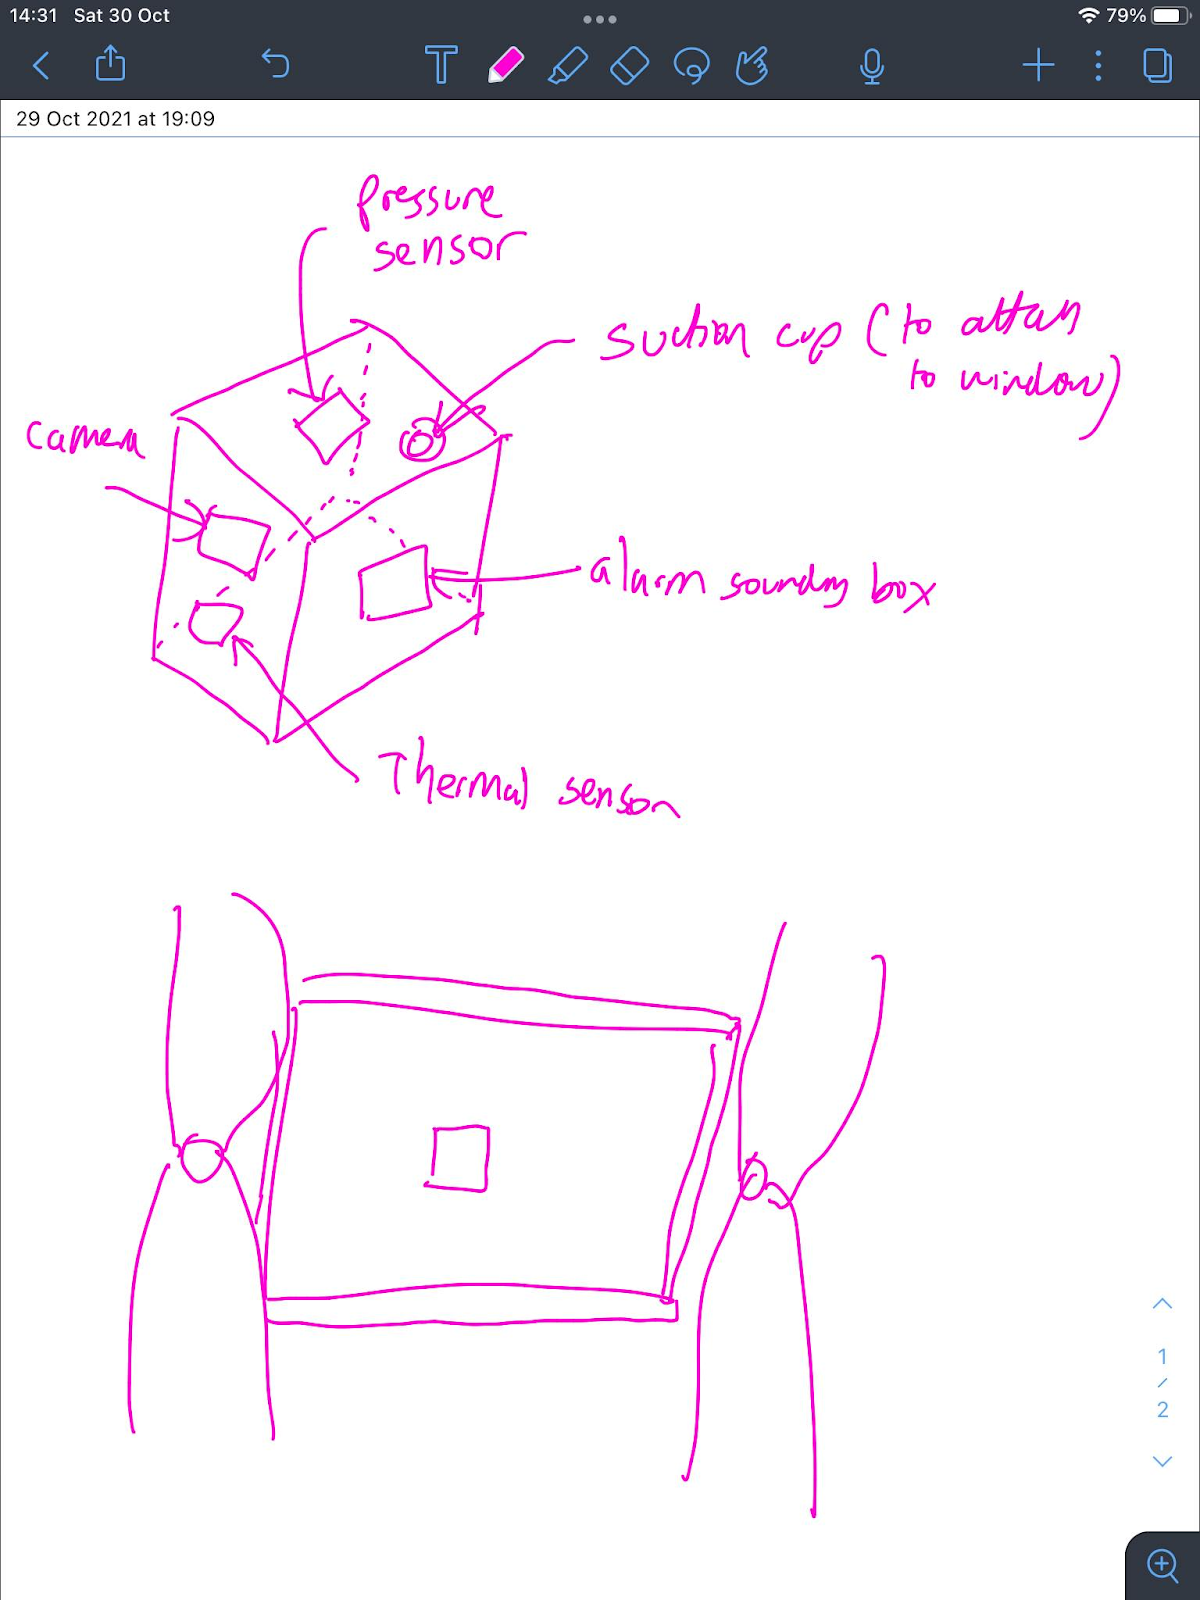 14:31 Sat 30 Oct
79%
T
29 Oct 2021 at 19:09
Pressure
sensor
suction cup (to attach
to window)
camera
alarm sounding box
Thermal sensor
1
/
2